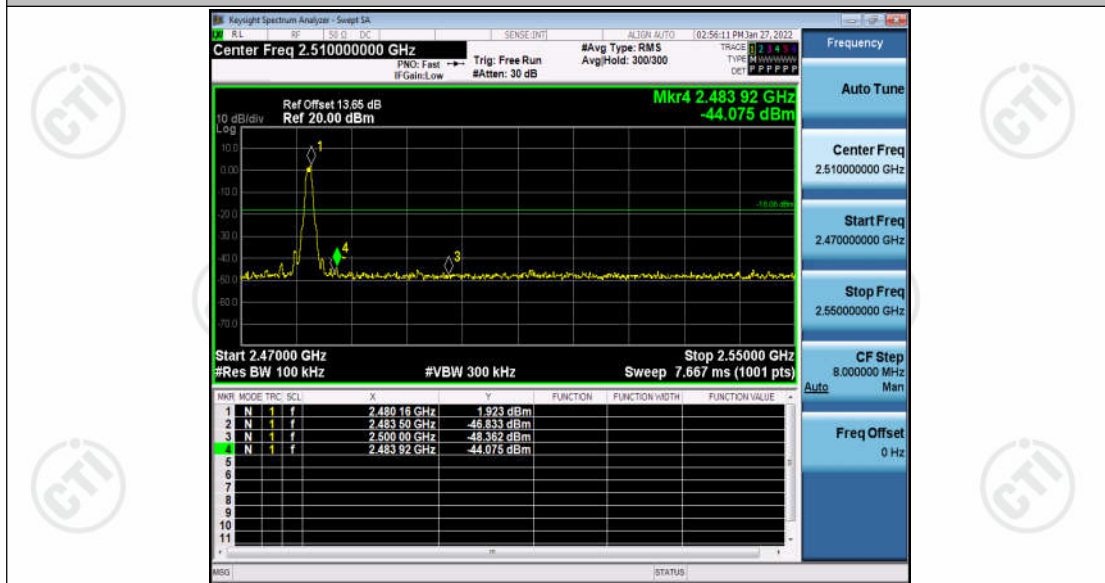 Keysight Spectrum Analyzer - Swept SA
RL RF 50 Ω DC SENSE:INT ALIGN AUTO 02:56:11 PM Jan 27, 2022
Center Freq 2.510000000 GHz
PNO: Fast
IFGain:Low
Trig: Free Run
#Atten: 30 dB
#Avg Type: RMS
Avg|Hold: 300/300
TRACE 1 2 3 4 5 6
TYPE M WWWWW
DET P P P P P P
Frequency
Auto Tune
Center Freq
2.510000000 GHz
Start Freq
2.470000000 GHz
Stop Freq
2.550000000 GHz
CF Step
8.000000 MHz
Auto Man
Freq Offset
0 Hz
Mkr4 2.483 92 GHz
-44.075 dBm
Ref Offset 13.65 dB
10 dB/div Ref 20.00 dBm
Log
10.0
0.00
-10.0
-20.0
-30.0
-40.0
-50.0
-60.0
-70.0
1
4
3
Start 2.47000 GHz Stop 2.55000 GHz
#Res BW 100 kHz #VBW 300 kHz Sweep 7.667 ms (1001 pts)
MKR MODE TRC SCL X Y FUNCTION FUNCTION WIDTH FUNCTION VALUE
1 N 1 f 2.480 16 GHz 1.923 dBm
2 N 1 f 2.483 50 GHz -46.833 dBm
3 N 1 f 2.500 00 GHz -48.362 dBm
4 N 1 f 2.483 92 GHz -44.075 dBm
5
6
7
8
9
10
11
MSG STATUS
CTI
CTI
CTI
CTI